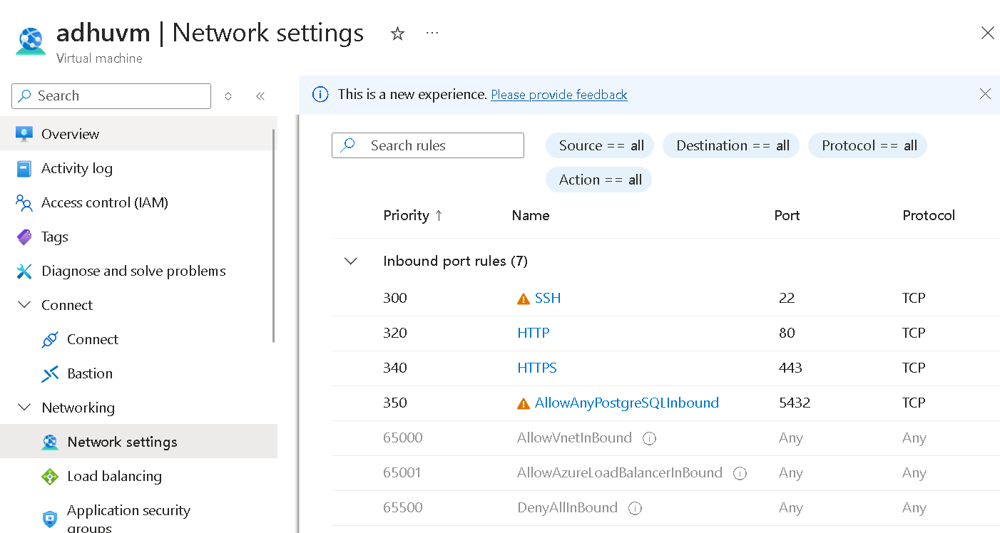 adhuvm | Network settings
Virtual machine
Search
This is a new experience. Please provide feedback
Overview
Activity log
Access control (IAM)
Tags
Diagnose and solve problems
Connect
Connect
Bastion
Networking
Network settings
Load balancing
Application security
groups
Search rules
Source == all
Destination == all
Protocol == all
Action == all
Priority ↑ Name Port Protocol
Inbound port rules (7)
300 SSH 22 TCP
320 HTTP 80 TCP
340 HTTPS 443 TCP
350 AllowAnyPostgreSQLInbound 5432 TCP
65000 AllowVnetInBound Any Any
65001 AllowAzureLoadBalancerInBound Any Any
65500 DenyAllInBound Any Any